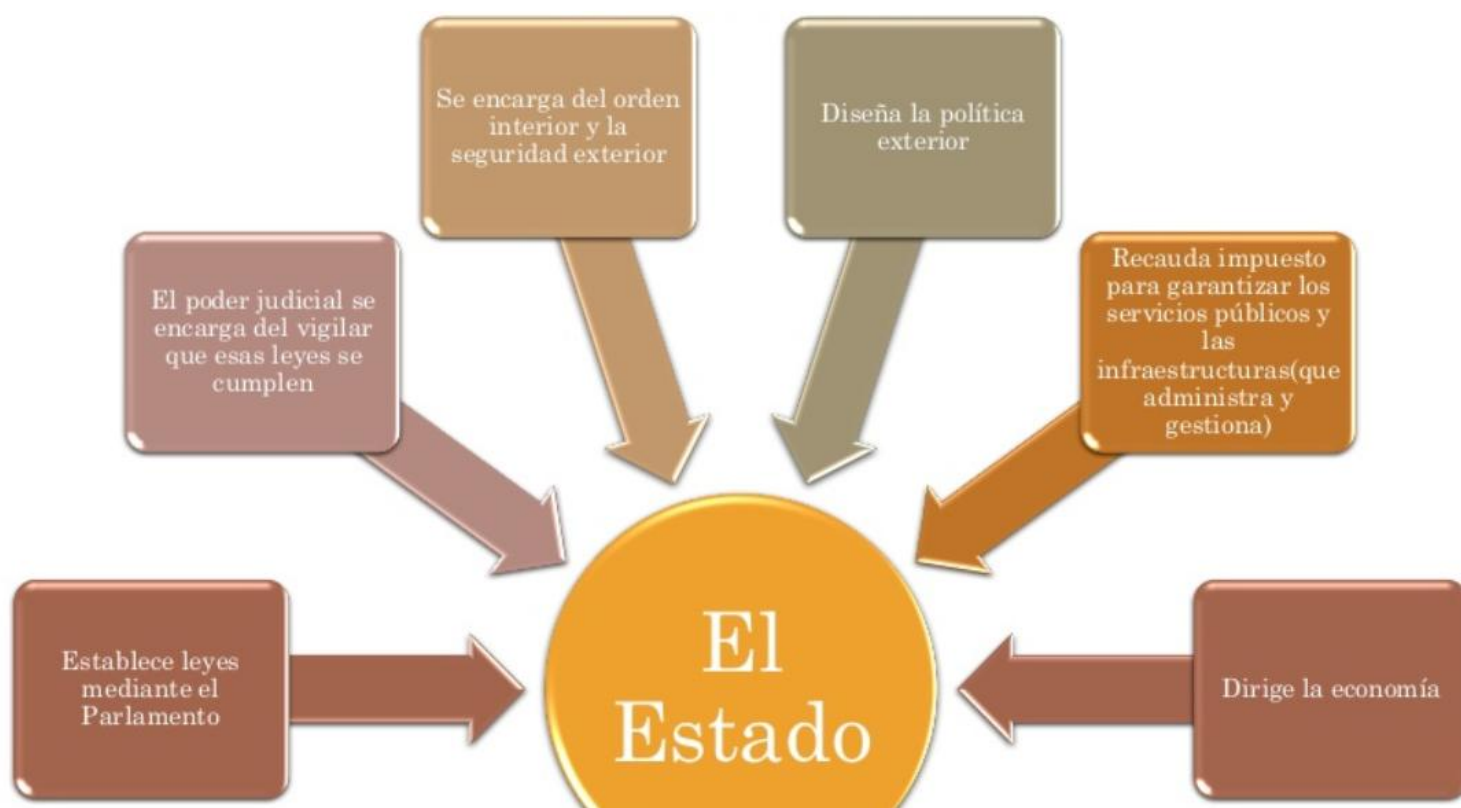 Se encarga del orden
interior y la
seguridad exterior
Diseña la política
exterior
El poder judicial se
encarga del vigilar
que esas leyes se
cumplen
Recauda impuesto
para garantizar los
servicios públicos y
las
infraestructuras(que
administra y
gestiona)
Establece leyes
mediante el
Parlamento
El
Estado
Dirige la economía